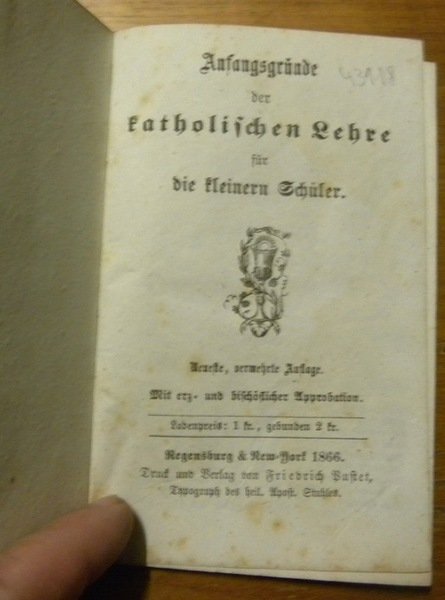 Anfangsgründe
43918
der
katholischen Lehre
für
die kleinern Schüler.
Neueste, vermehrte Auflage.
Mit erz- und bischöflicher Approbation.
Ladenpreis: 1 kr., gebunden 2 kr.
Regensburg & New-York 1866.
Druck und Verlag von Friedrich Pustet,
Typograph des heil. Apost. Stuhles.